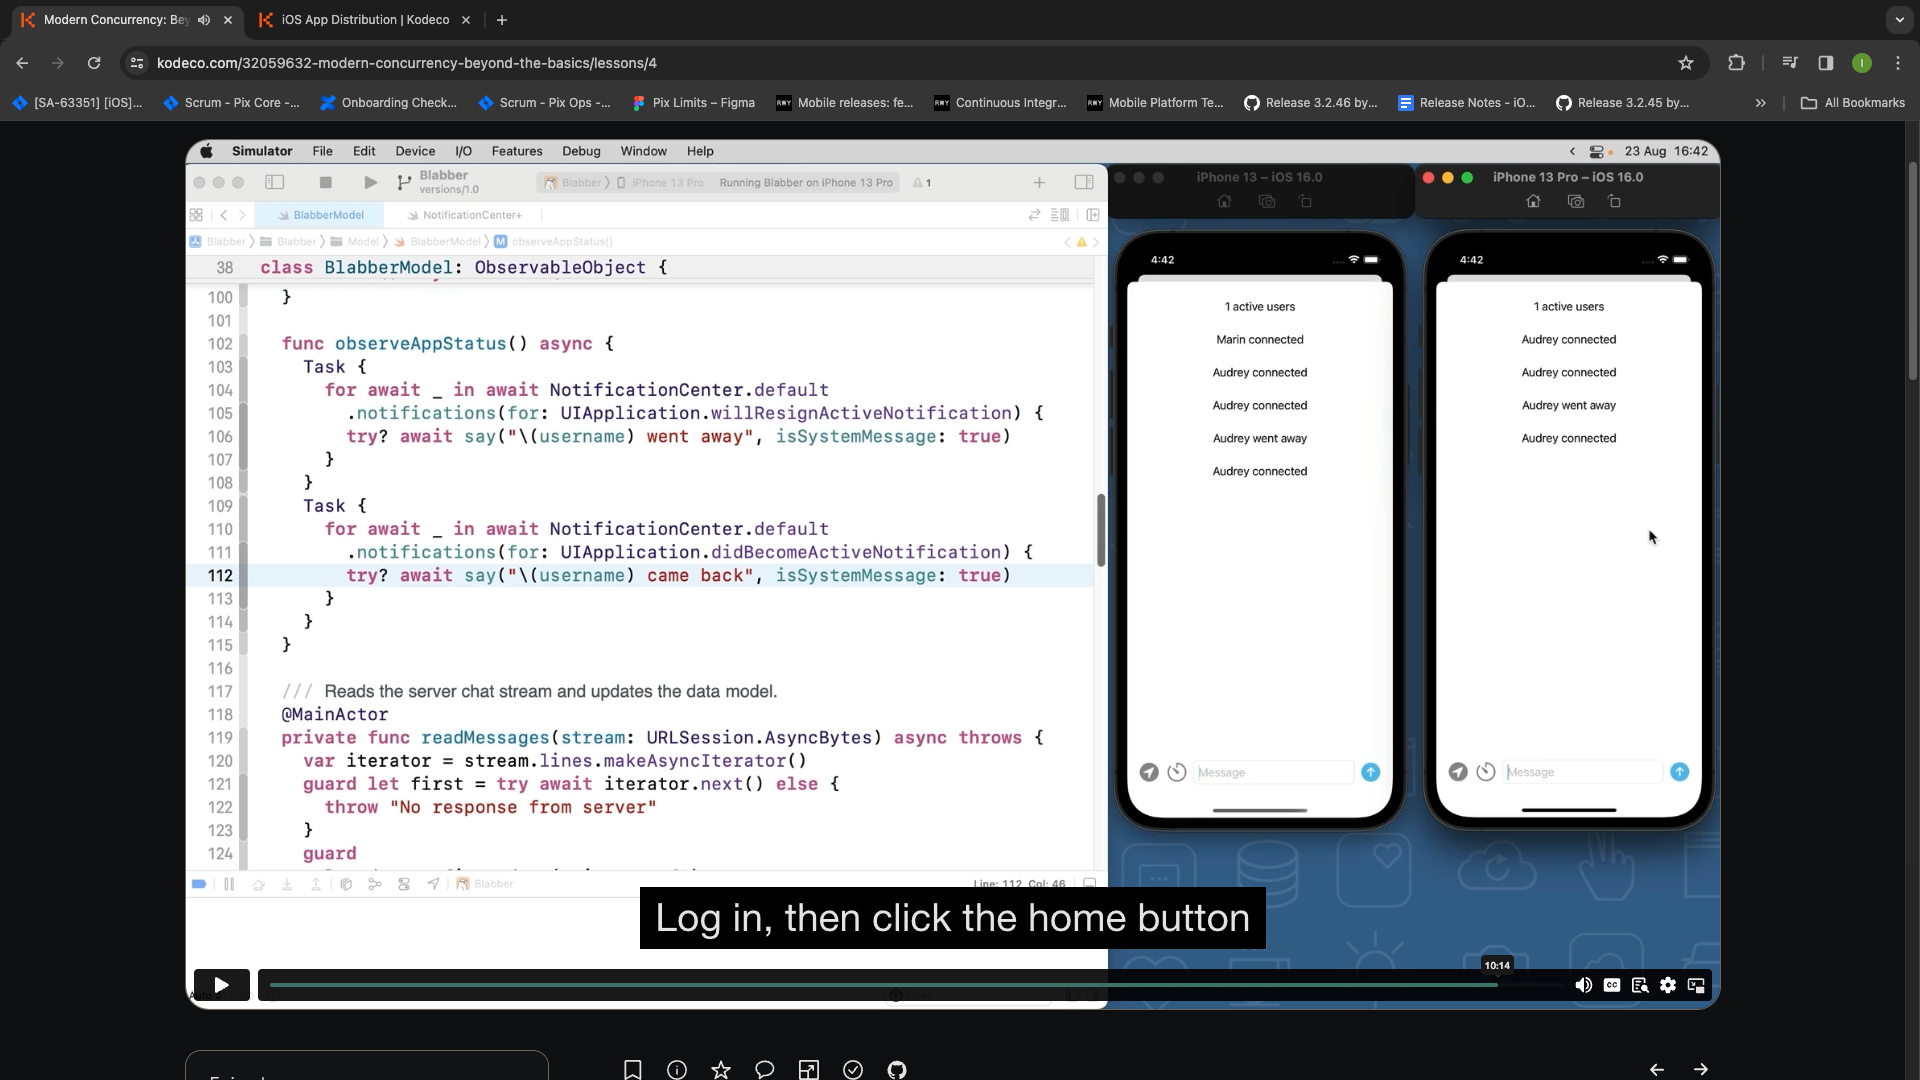 Modern Concurrency: Bey
iOS App Distribution | Kodeco
kodeco.com/32059632-modern-concurrency-beyond-the-basics/lessons/4
[SA-63351] [iOS]...
Scrum - Pix Core -...
Onboarding Check...
Scrum - Pix Ops -...
Pix Limits – Figma
RWY
Mobile releases: fe...
RWY
Continuous Integr...
RWY
Mobile Platform Te...
Release 3.2.46 by...
Release Notes - iO...
Release 3.2.45 by...
All Bookmarks
Simulator
File
Edit
Device
I/O
Features
Debug
Window
Help
23 Aug 16:42
Blabber
versions/1.0
Blabber
iPhone 13 Pro
Running Blabber on iPhone 13 Pro
1
BlabberModel
NotificationCenter+
Blabber
Blabber
Model
BlabberModel
M
observeAppStatus()
38 class BlabberModel: ObservableObject {
100 }
101
102 func observeAppStatus() async {
103 Task {
104 for await _ in await NotificationCenter.default
105 .notifications(for: UIApplication.willResignActiveNotification) {
106 try? await say("\(username) went away", isSystemMessage: true)
107 }
108 }
109 Task {
110 for await _ in await NotificationCenter.default
111 .notifications(for: UIApplication.didBecomeActiveNotification) {
112 try? await say("\(username) came back", isSystemMessage: true)
113 }
114 }
115 }
116
117 /// Reads the server chat stream and updates the data model.
118 @MainActor
119 private func readMessages(stream: URLSession.AsyncBytes) async throws {
120 var iterator = stream.lines.makeAsyncIterator()
121 guard let first = try await iterator.next() else {
122 throw "No response from server"
123 }
124 guard
Blabber
Line: 112 Col: 46
iPhone 13 – iOS 16.0
4:42
1 active users
Marin connected
Audrey connected
Audrey connected
Audrey went away
Audrey connected
Message
iPhone 13 Pro – iOS 16.0
4:42
1 active users
Audrey connected
Audrey connected
Audrey went away
Audrey connected
Message
Log in, then click the home button
10:14
CC